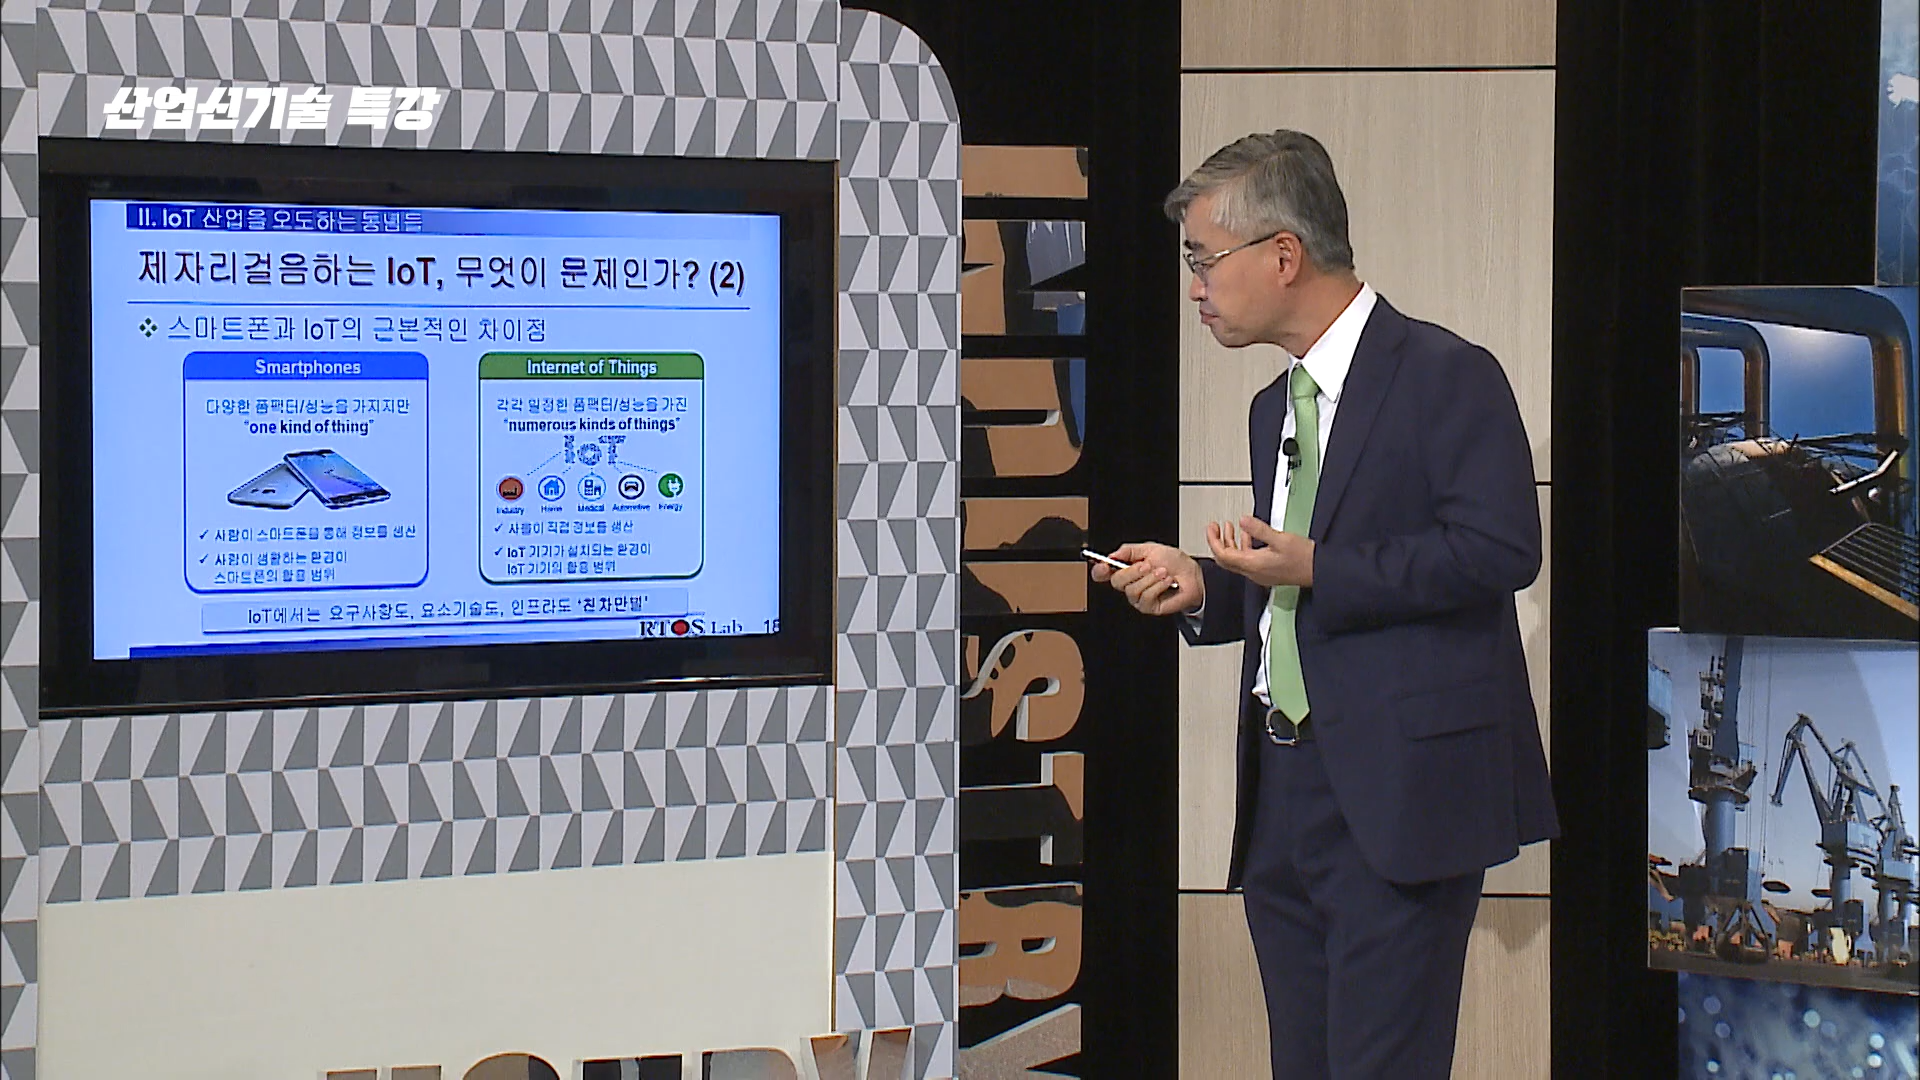 산업신기술 특강
II. IoT 산업을 오도하는 통념들
제자리걸음하는 IoT, 무엇이 문제인가? (2)
❖ 스마트폰과 IoT의 근본적인 차이점
Smartphones
다양한 폼팩터/성능을 가지지만
"one kind of thing"
✓ 사람이 스마트폰을 통해 정보를 생산
✓ 사람이 생활하는 환경이
스마트폰의 활용 범위
Internet of Things
각각 일정한 폼팩터/성능을 가진
"numerous kinds of things"
IoT
Industry Home Medical Automotive Energy
✓ 사물이 직접 정보를 생산
✓ IoT 기기가 설치되는 환경이
IoT 기기의 활용 범위
IoT에서는 요구사항도, 요소기술도, 인프라도 '천차만별'
RTOS Lab 18